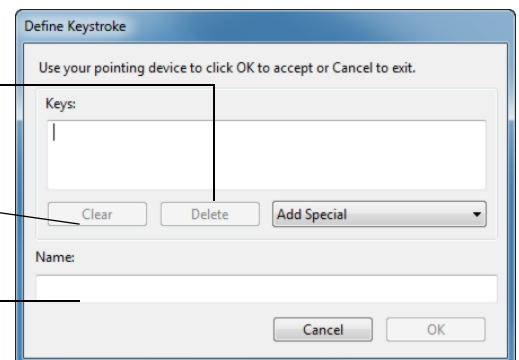 Define Keystroke
Use your pointing device to click OK to accept or Cancel to exit.
Keys:
Clear Delete Add Special
Name:
Cancel OK